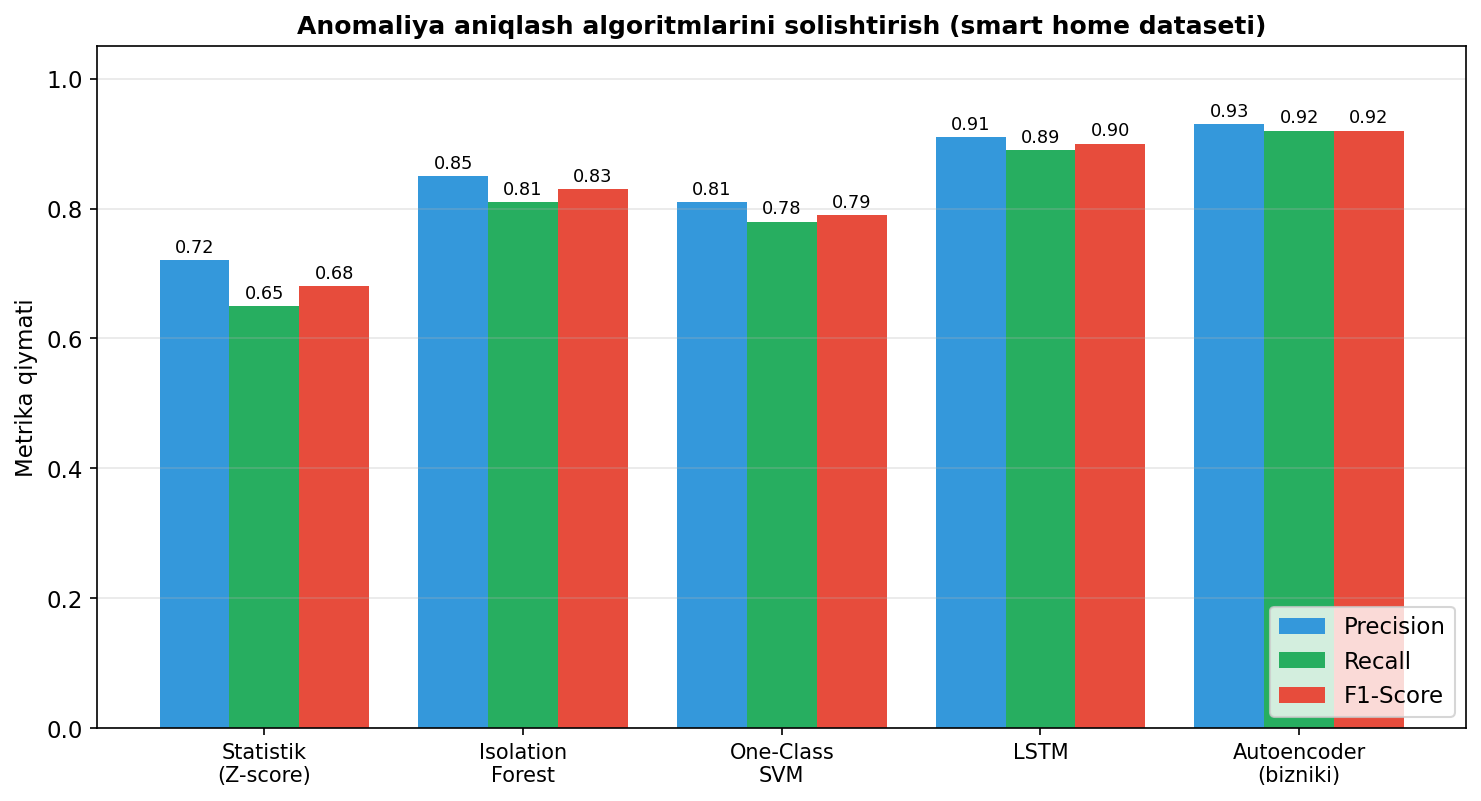 Anomaliya aniqlash algoritmlarini solishtirish (smart home dataseti)
Metrika qiymati
1.0
0.8
0.6
0.4
0.2
0.0
0.72
0.65
0.68
0.85
0.81
0.83
0.81
0.78
0.79
0.91
0.89
0.90
0.93
0.92
0.92
Statistik
(Z-score)
Isolation
Forest
One-Class
SVM
LSTM
Autoencoder
(bizniki)
Precision
Recall
F1-Score